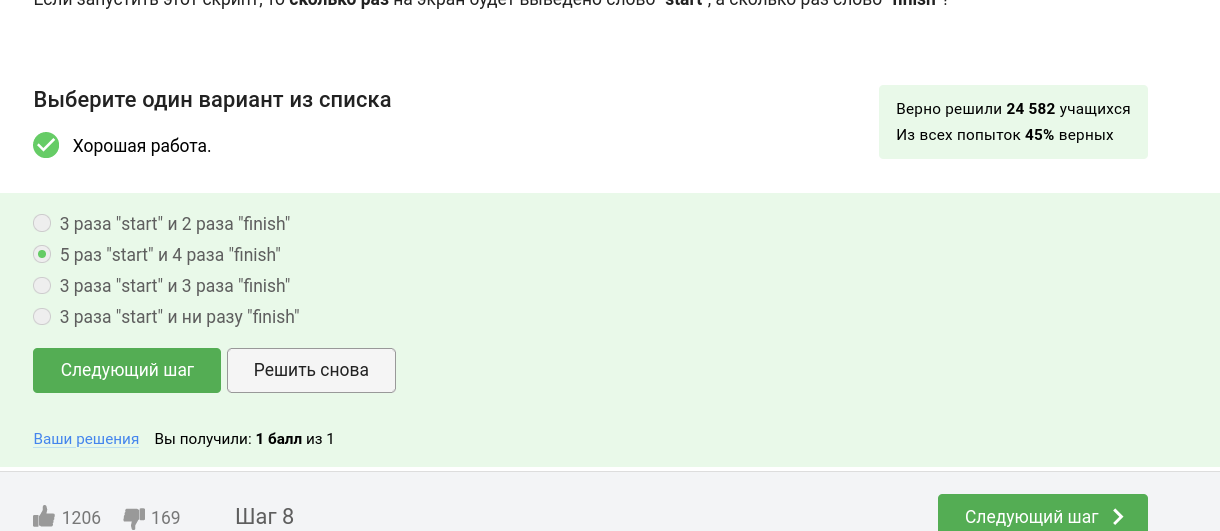 Если запустить этот скрипт, то сколько раз на экран будет выведено слово "start", а сколько раз слово "finish"?
Выберите один вариант из списка
Верно решили 24 582 учащихся
Из всех попыток 45% верных
Хорошая работа.
3 раза "start" и 2 раза "finish"
5 раз "start" и 4 раза "finish"
3 раза "start" и 3 раза "finish"
3 раза "start" и ни разу "finish"
Следующий шаг Решить снова
Ваши решения Вы получили: 1 балл из 1
1206 169 Шаг 8 Следующий шаг